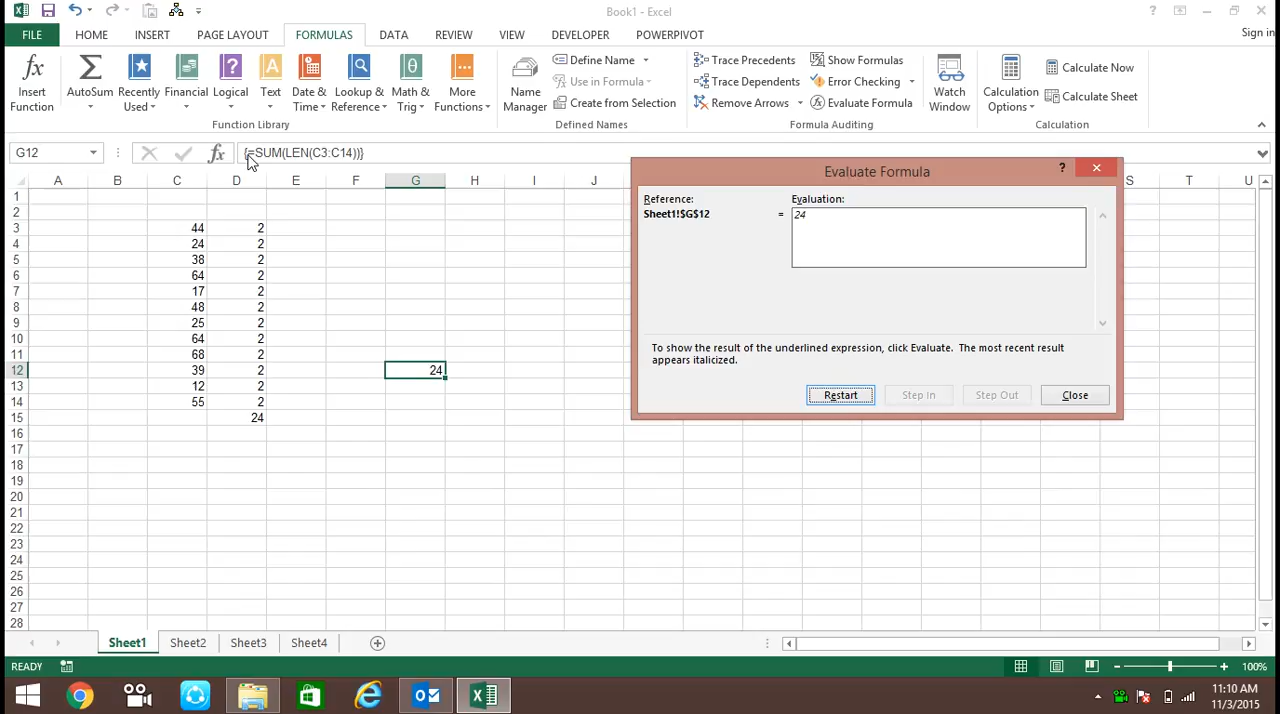 Book1 - Excel
?
FILE HOME INSERT PAGE LAYOUT FORMULAS DATA REVIEW VIEW DEVELOPER POWERPIVOT Sign in
fx Σ ? A θ
Insert Function
AutoSum
Recently Used
Financial
Logical
Text
Date & Time
Lookup & Reference
Math & Trig
More Functions
Function Library
Name Manager
Define Name
Use in Formula
Create from Selection
Defined Names
Trace Precedents
Trace Dependents
Remove Arrows
Show Formulas
Error Checking
Evaluate Formula
Formula Auditing
Watch Window
Calculation Options
Calculate Now
Calculate Sheet
Calculation
G12 fx {=SUM(LEN(C3:C14))}
A B C D E F G H I J S T U
1
2
3 44 2
4 24 2
5 38 2
6 64 2
7 17 2
8 48 2
9 25 2
10 64 2
11 68 2
12 39 2 24
13 12 2
14 55 2
15 24
16
17
18
19
20
21
22
23
24
25
26
27
28
Evaluate Formula ?
Reference: Evaluation:
Sheet1!$G$12 = 24
To show the result of the underlined expression, click Evaluate. The most recent result
appears italicized.
Restart Step In Step Out Close
Sheet1 Sheet2 Sheet3 Sheet4
READY 100%
11:10 AM
11/3/2015